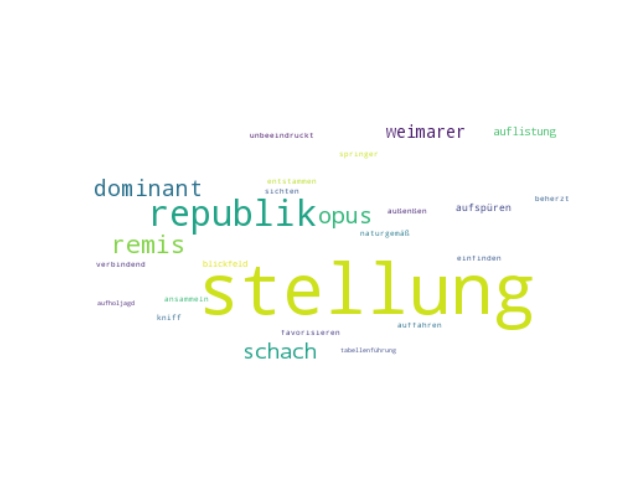 unbeeindruckt
weimarer
auflistung
springer
entstammen
dominant
sichten
beherzt
republik
opus
außenßen
aufspüren
naturgemäß
remis
einfinden
verbindend
blickfeld
stellung
ansammeln
aufholjagd
kniff
auffahren
favorisieren
schach
tabellenführung